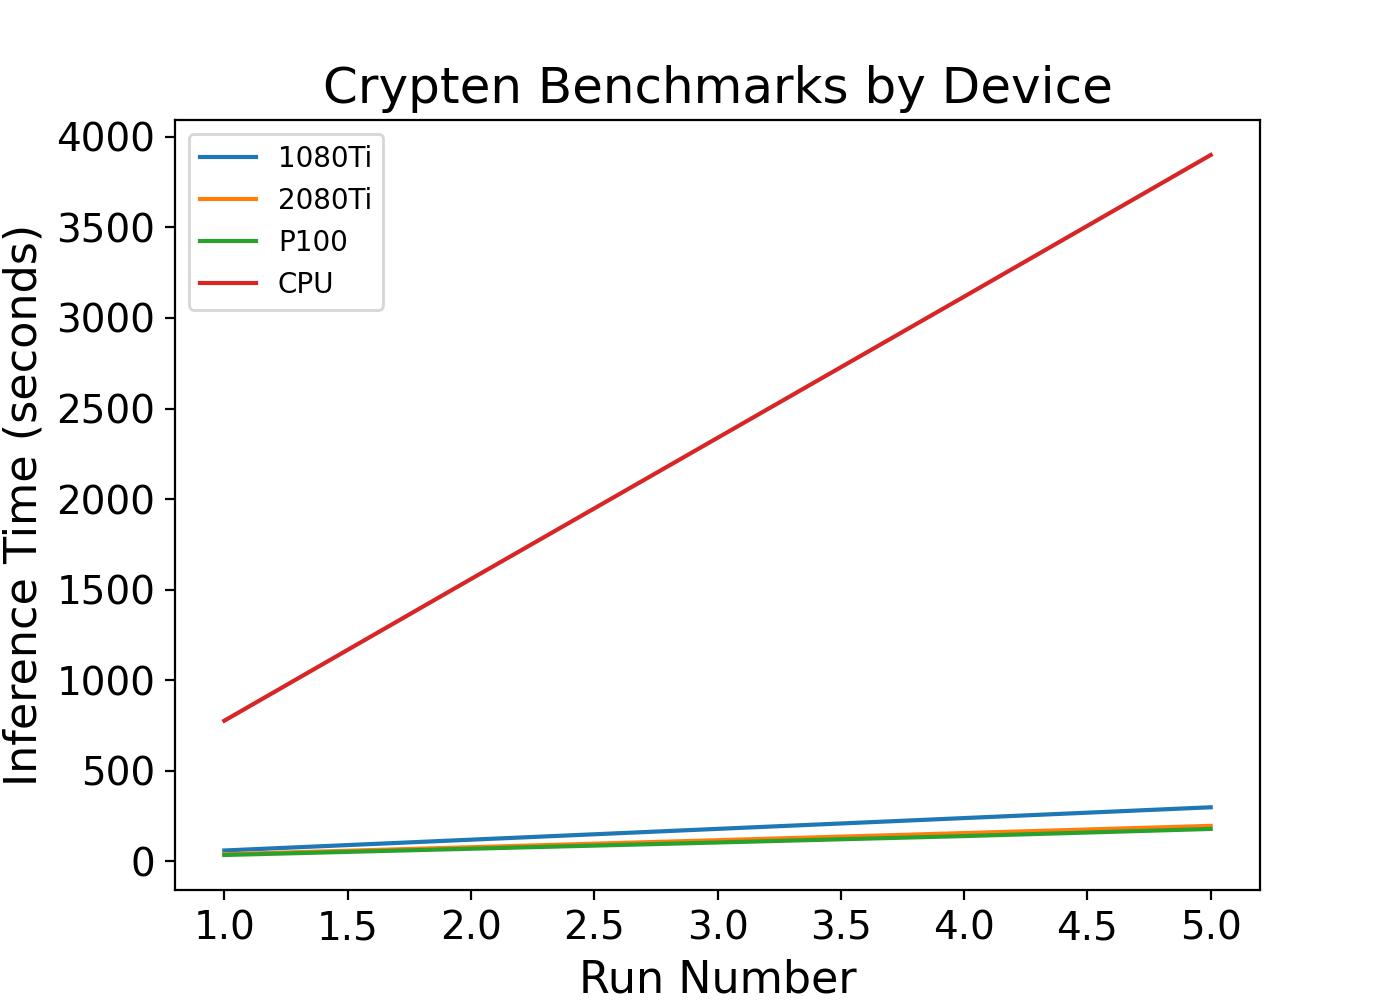 Crypten Benchmarks by Device
4000
3500
3000
2500
2000
1500
1000
500
0
Inference Time (seconds)
1080Ti
2080Ti
P100
CPU
1.0 1.5 2.0 2.5 3.0 3.5 4.0 4.5 5.0
Run Number